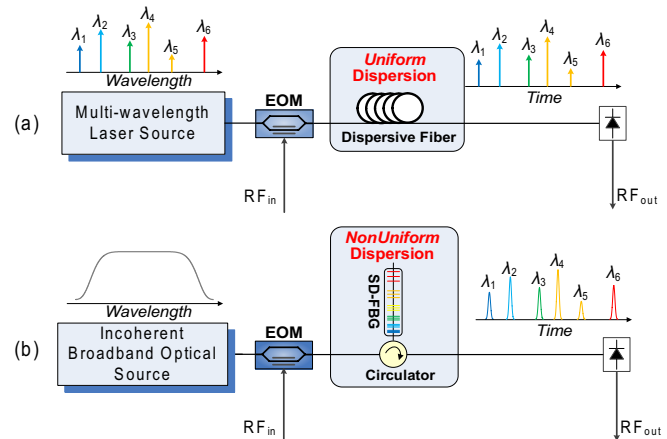 λ1 λ2 λ3 λ4 λ5 λ6
Wavelength
(a)
Multi-wavelength
Laser Source
EOM
RFin
Uniform
Dispersion
Dispersive Fiber
λ1 λ2 λ3 λ4 λ5 λ6
Time
RFout
Wavelength
(b)
Incoherent
Broadband Optical
Source
EOM
RFin
NonUniform
Dispersion
SD-FBG
Circulator
λ1 λ2 λ3 λ4 λ5 λ6
Time
RFout